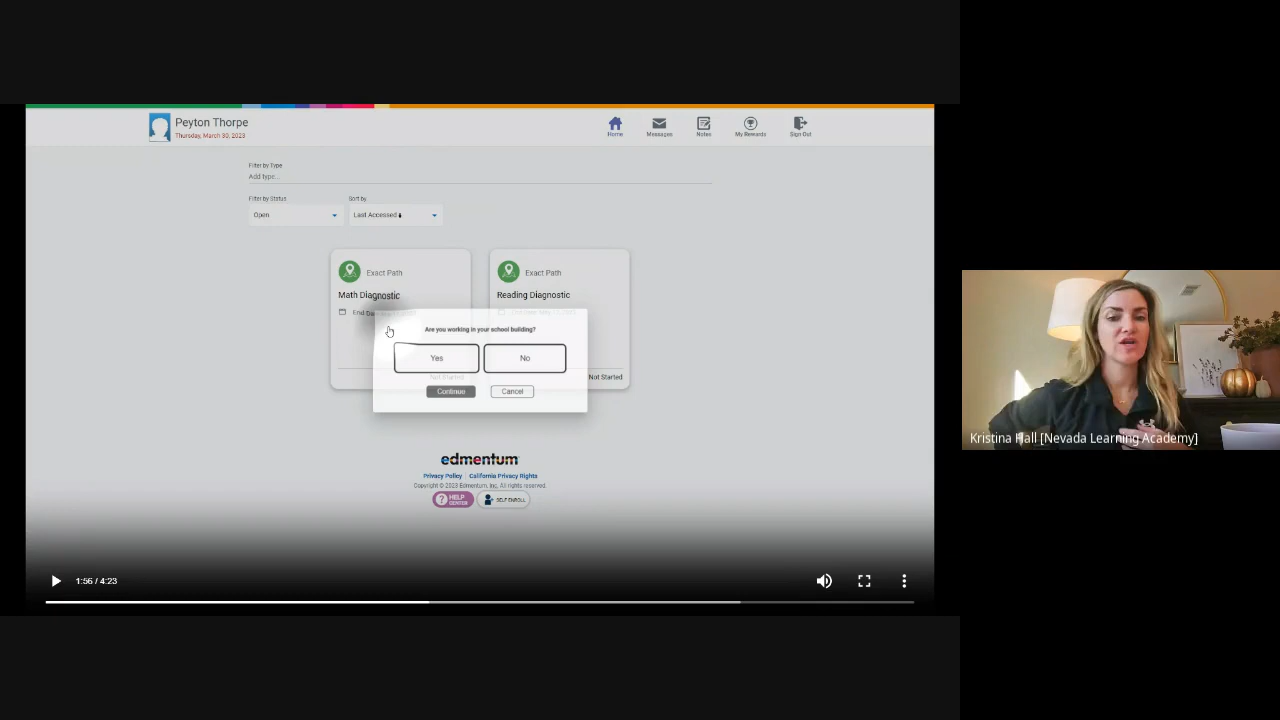 Peyton Thorpe
Thursday, March 30, 2023
Home
Messages
Notes
My Rewards
Sign Out
Filter by Type
Add type...
Filter by Status
Sort by
Open
Last Accessed
Exact Path
Exact Path
Math Diagnostic
Reading Diagnostic
End
Are you working in your school building?
Yes
No
Not Started
Not Started
Continue
Cancel
edmentum
Privacy Policy | California Privacy Rights
Copyright © 2023 Edmentum, Inc. All rights reserved.
? HELP CENTER
SELF ENROLL
1:56 / 4:23
Kristina Hall [Nevada Learning Academy]